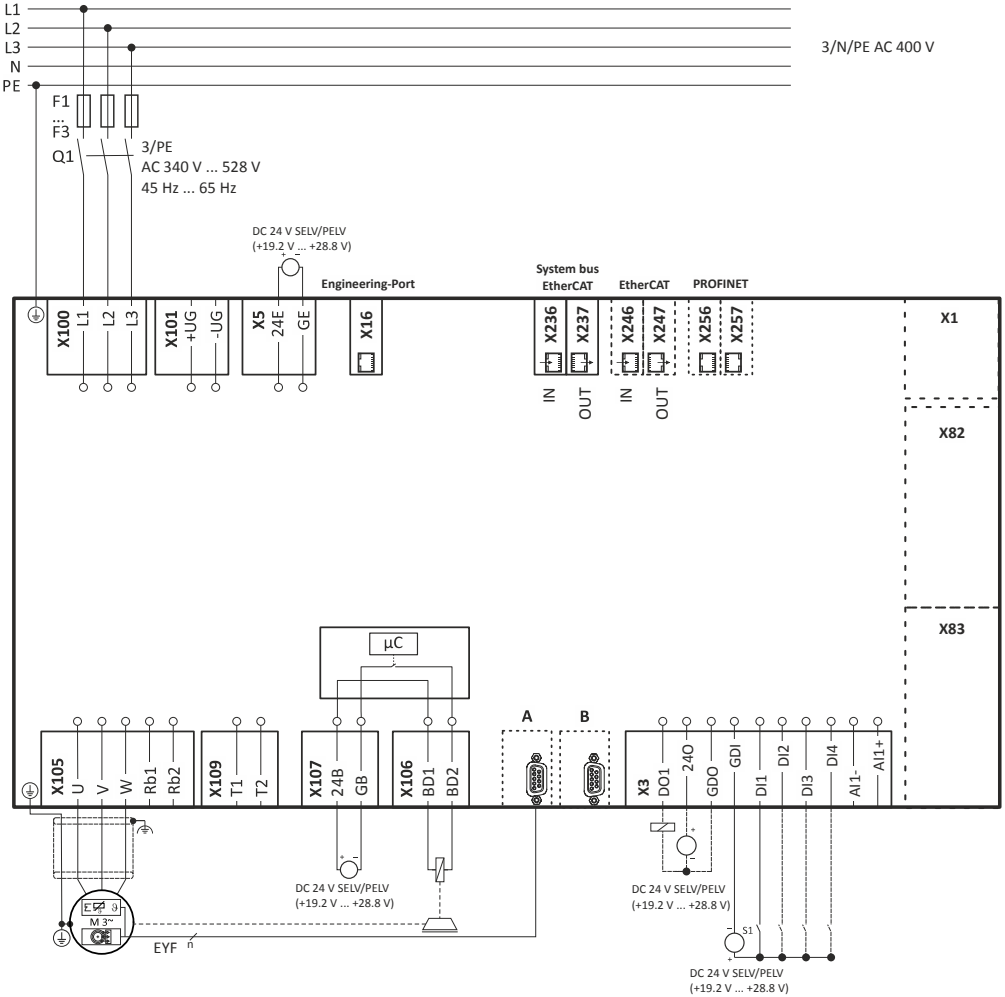 L1
L2
L3
3/N/PE AC 400 V
N
PE
F1
...
F3
Q1
3/PE
AC 340 V ... 528 V
45 Hz ... 65 Hz
DC 24 V SELV/PELV
(+19.2 V ... +28.8 V)
+ −
Engineering-Port
System bus
EtherCAT
EtherCAT
PROFINET
X100
L1
L2
L3
X101
+UG
-UG
X5
24E
GE
X16
X236
X237
X246
X247
X256
X257
X1
IN
OUT
IN
OUT
X82
X83
µC
A
B
X105
U
V
W
Rb1
Rb2
X109
T1
T2
X107
24B
GB
X106
BD1
BD2
X3
DO1
24O
GDO
GDI
DI1
DI2
DI3
DI4
AI1-
AI1+
+ −
DC 24 V SELV/PELV
(+19.2 V ... +28.8 V)
+
−
DC 24 V SELV/PELV
(+19.2 V ... +28.8 V)
E ϑ
M 3~
EYF
n
−
S1
+
DC 24 V SELV/PELV
(+19.2 V ... +28.8 V)